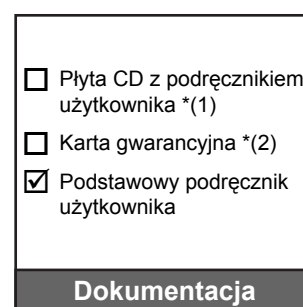 Płyta CD z podręcznikiem
użytkownika *(1)
Karta gwarancyjna *(2)
Podstawowy podręcznik
użytkownika
Dokumentacja